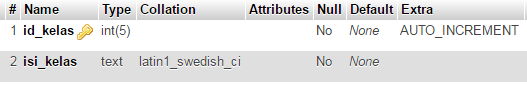 # Name Type Collation Attributes Null Default Extra
1 id_kelas int(5) No None AUTO_INCREMENT
2 isi_kelas text latin1_swedish_ci No None